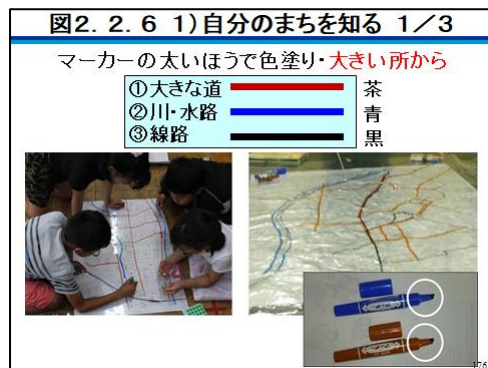 図2.2.6 1)自分のまちを知る 1/3
マーカーの太いほうで色塗り・大きい所から
①大きな道 茶
②川・水路 青
③線路 黒
176